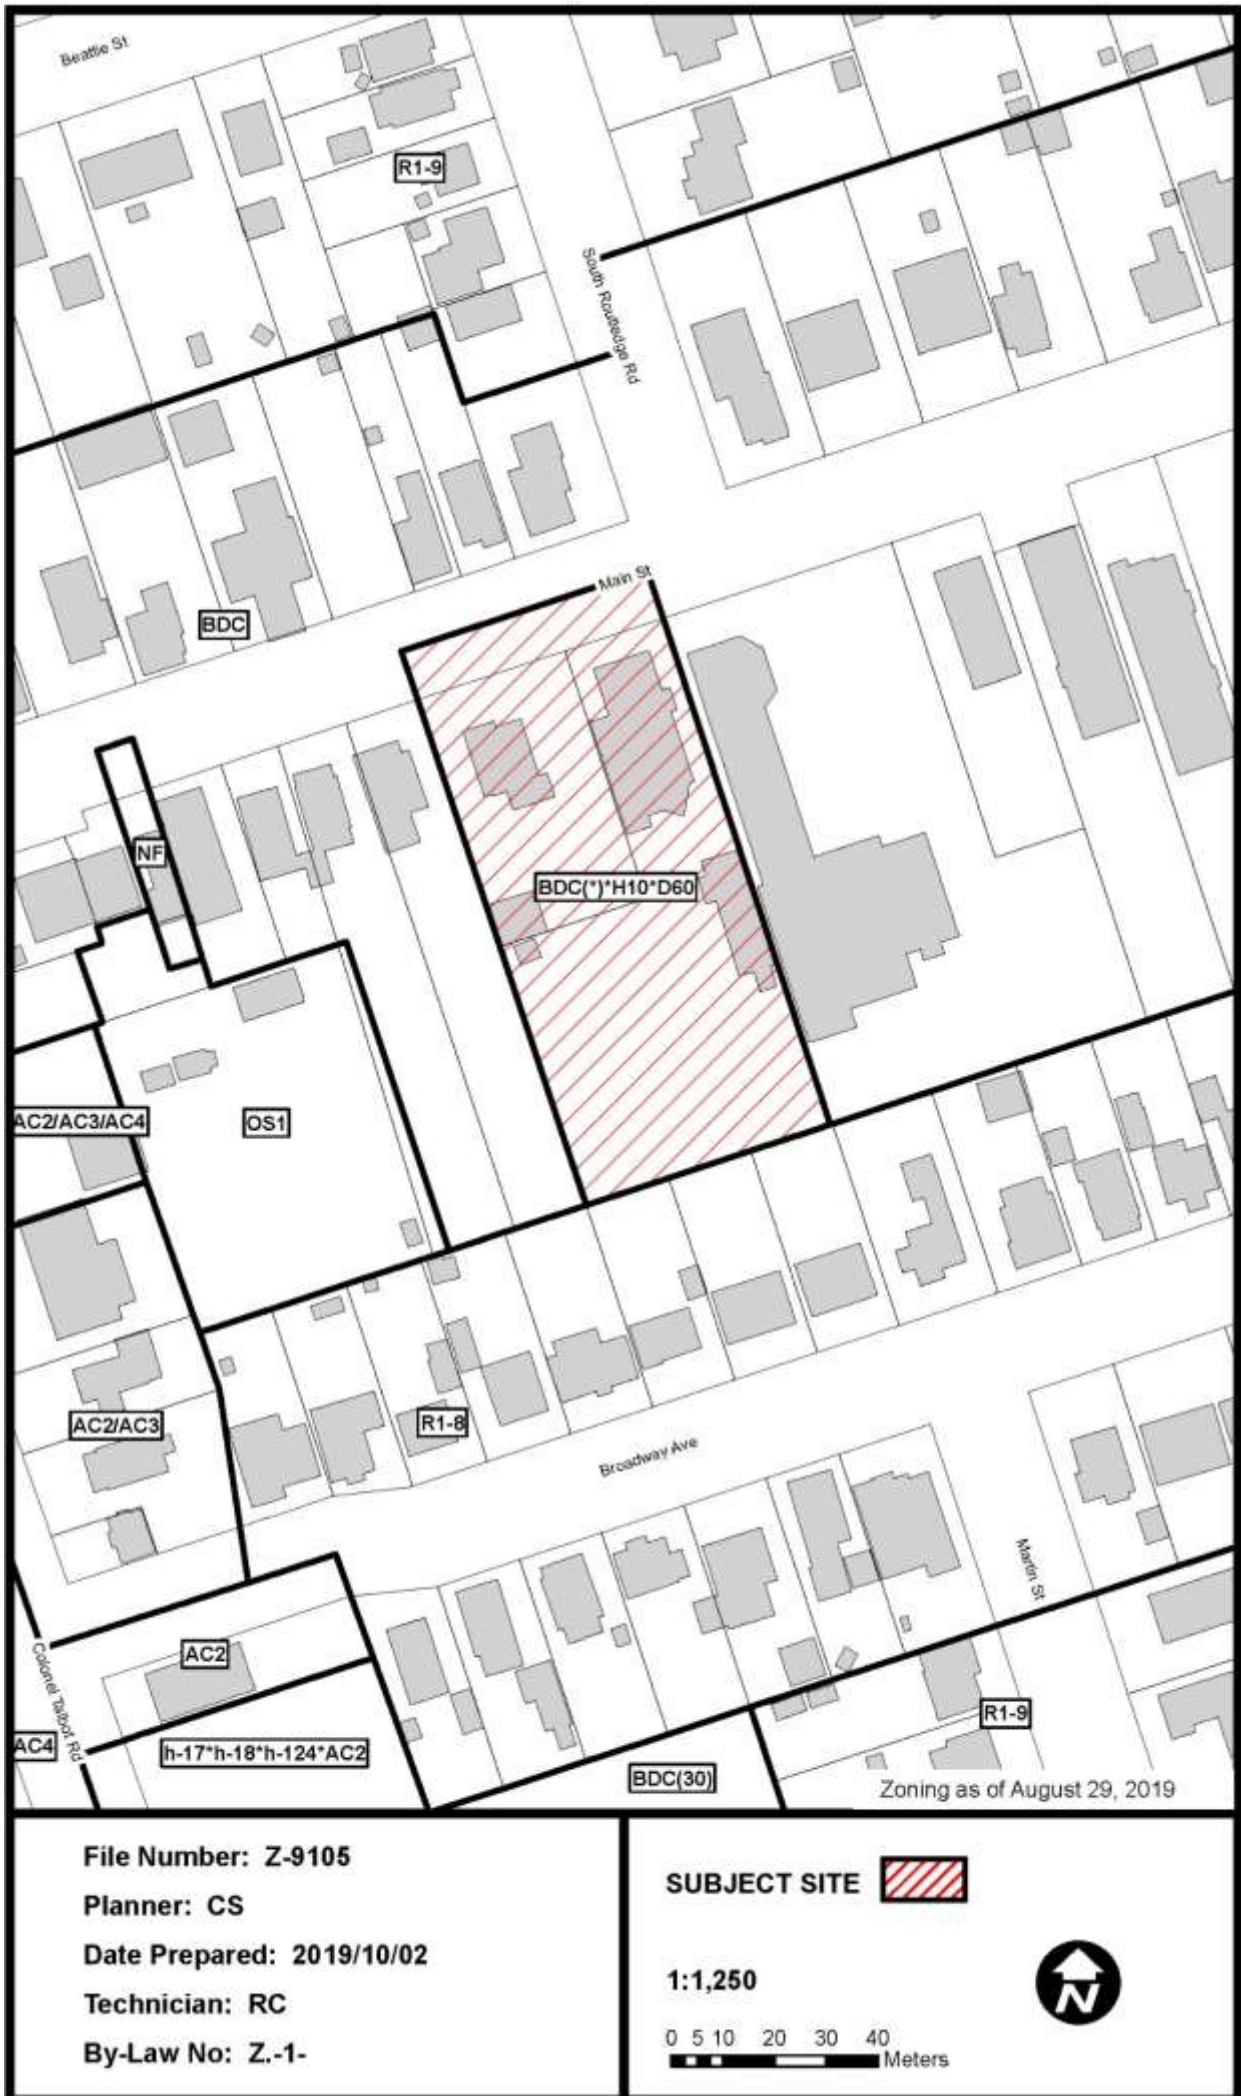 Beattie St
R1-9
South Routledge Rd
Main St
BDC
NF
BDC(*)*H10*D60
AC2/AC3/AC4
OS1
AC2/AC3
R1-8
Broadway Ave
Martin St
Colonel Talbot Rd
AC2
R1-9
AC4
h-17*h-18*h-124*AC2
BDC(30)
Zoning as of August 29, 2019
File Number: Z-9105
Planner: CS
Date Prepared: 2019/10/02
Technician: RC
By-Law No: Z.-1-
SUBJECT SITE
1:1,250
N
0 5 10 20 30 40
Meters